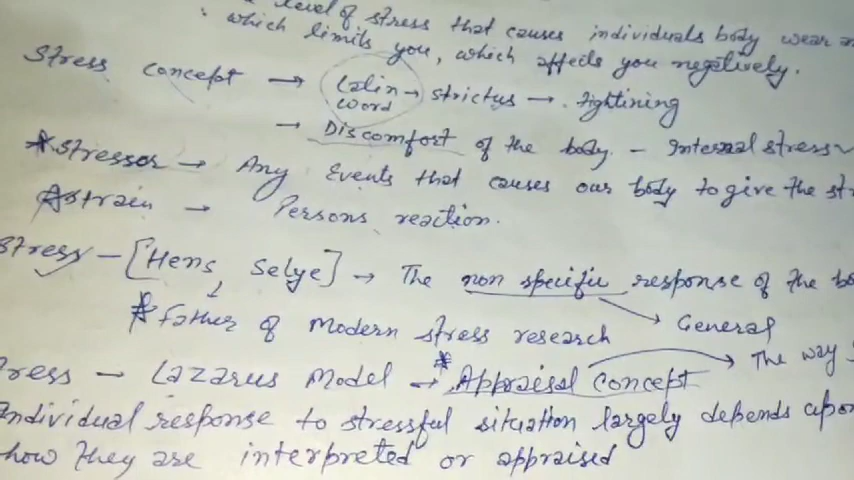 level of stress that causes individuals body wear
which limits you, which affects you negatively.
Stress concept → Latin word → strictus → Tightining
→ Discomfort of the body. - Internal stress
*Stressor → Any Events that causes our body to give the
*Strain → Persons reaction.
Stress - [Hens Selye] → The non specific response of the
* father of modern stress research → General
- Lazarus Model → * Appraisal concept → The way
Individual response to stressful situation largely depends upon
how they are interpreted or appraised